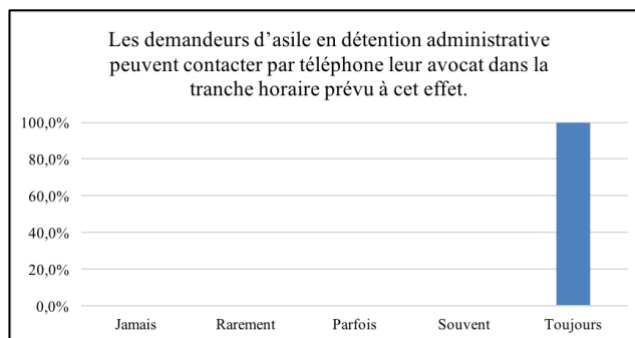 Les demandeurs d’asile en détention administrative
peuvent contacter par téléphone leur avocat dans la
tranche horaire prévu à cet effet.
100,0%
80,0%
60,0%
40,0%
20,0%
0,0%
Jamais Rarement Parfois Souvent Toujours